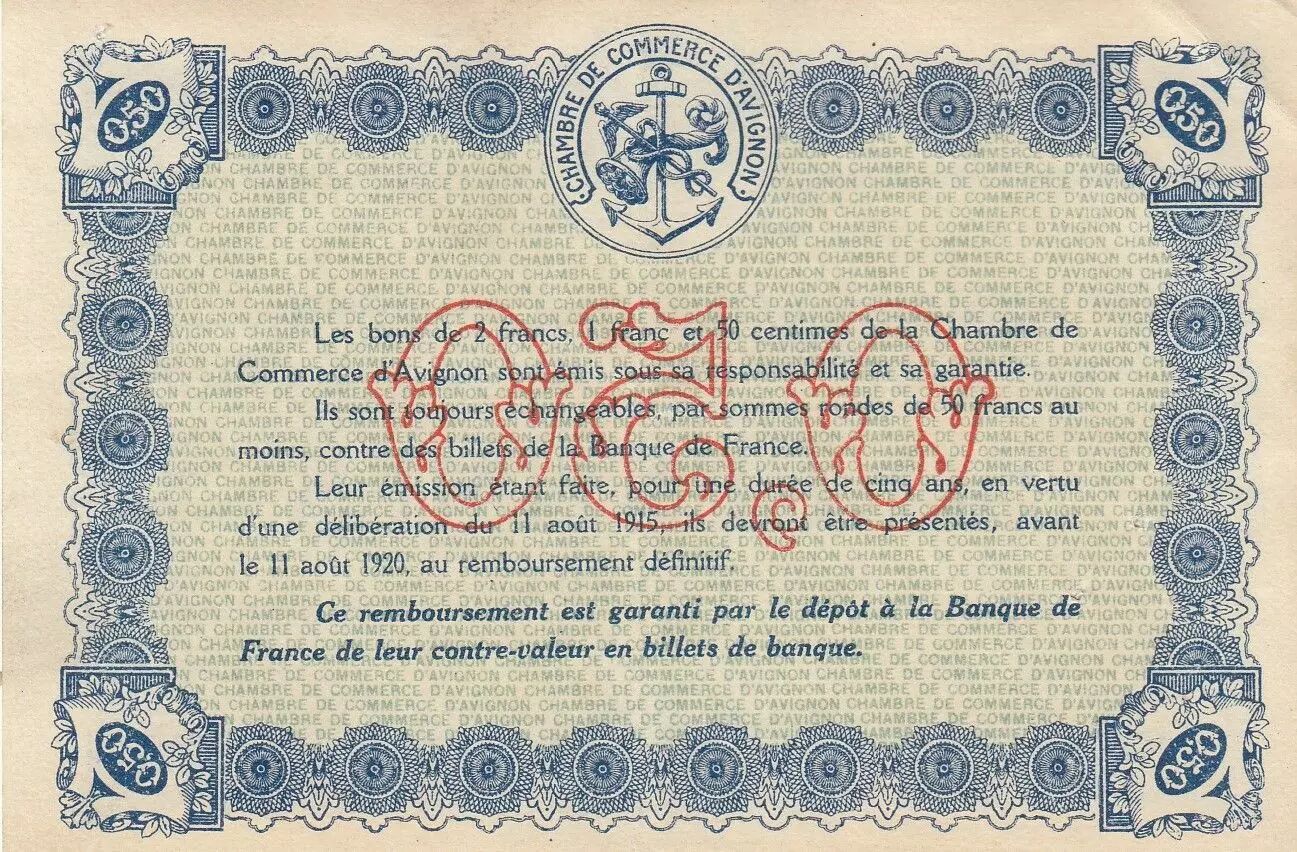 CHAMBRE DE COMMERCE D'AVIGNON
0,50
0,50
Les bons de 2 francs, 1 franc et 50 centimes de la Chambre de
Commerce d'Avignon sont émis sous sa responsabilité et sa garantie.
Ils sont toujours échangeables, par sommes rondes de 50 francs au
moins, contre des billets de la Banque de France.
Leur émission étant faite, pour une durée de cinq ans, en vertu
d'une délibération du 11 août 1915, ils devront être présentés, avant
le 11 août 1920, au remboursement définitif.
0,50
Ce remboursement est garanti par le dépôt à la Banque de
France de leur contre-valeur en billets de banque.
0,50
0,50